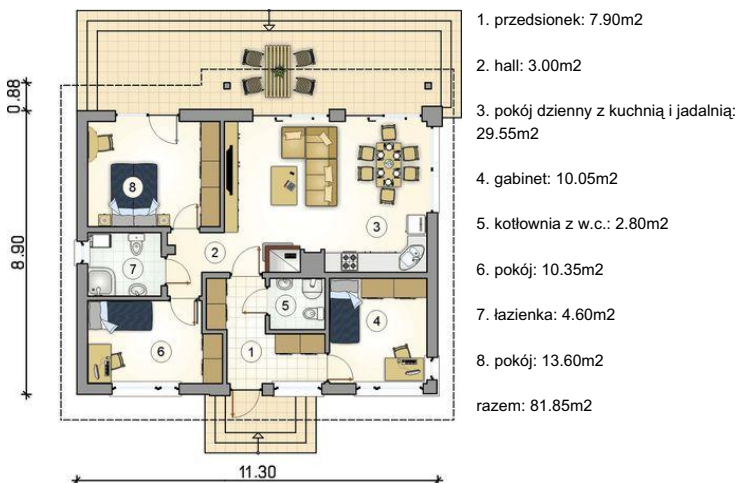 1. przedsionek: 7.90m2
2. hall: 3.00m2
3. pokój dzienny z kuchnią i jadalnią:
29.55m2
4. gabinet: 10.05m2
5. kotłownia z w.c.: 2.80m2
6. pokój: 10.35m2
7. łazienka: 4.60m2
8. pokój: 13.60m2
razem: 81.85m2
0.88
8.90
11.30
8
3
2
7
5
4
6
1